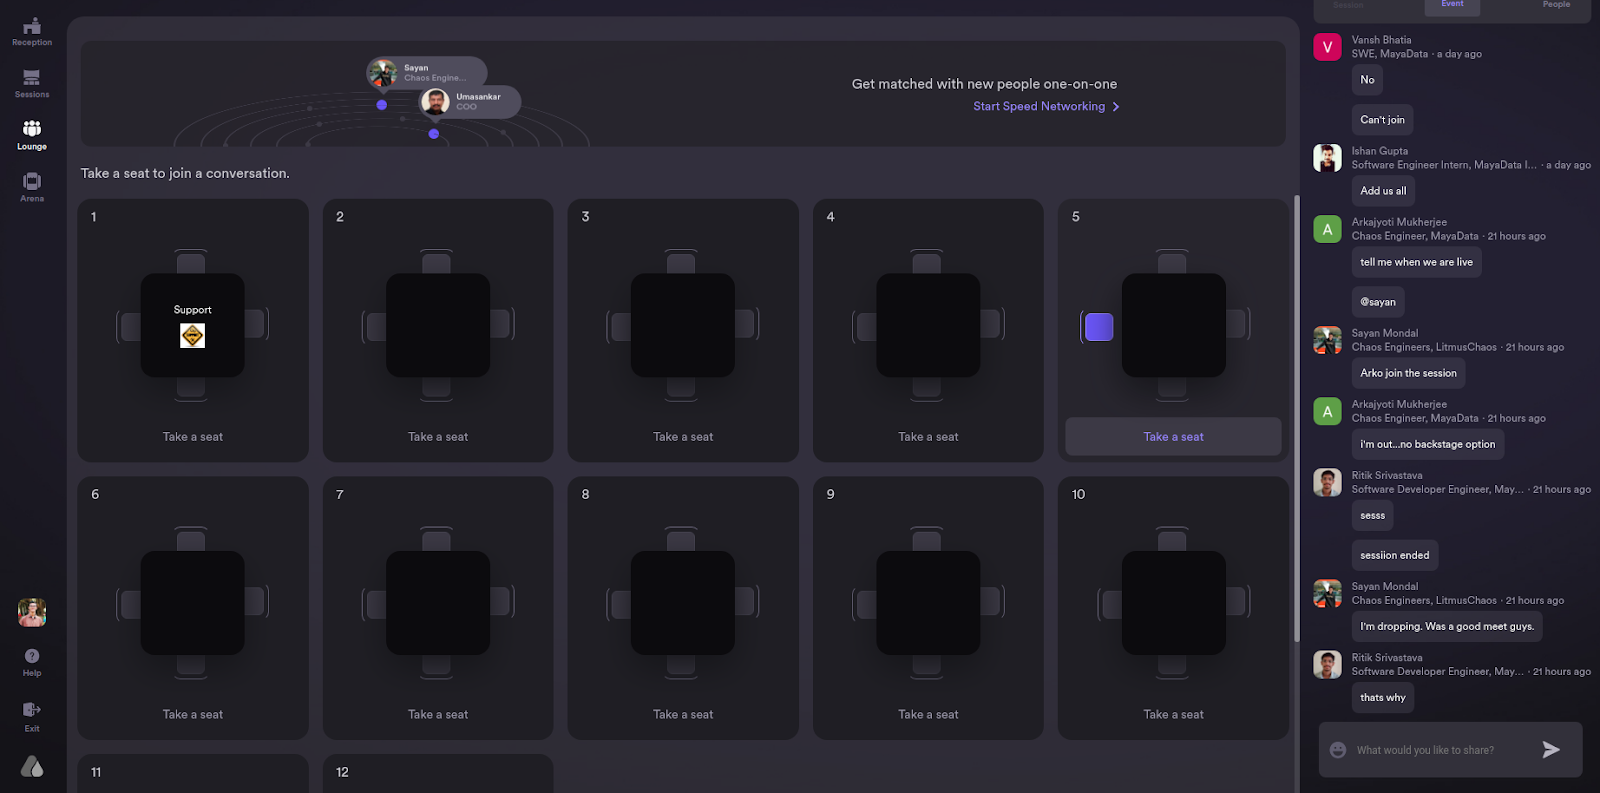 Reception
Sessions
Lounge
Arena
Help
Exit
Sayan
Chaos Engine...
Umasankar
COO
Get matched with new people one-on-one
Start Speed Networking
Take a seat to join a conversation.
1
Support
Take a seat
2
Take a seat
3
Take a seat
4
Take a seat
5
Take a seat
6
Take a seat
7
Take a seat
8
Take a seat
9
Take a seat
10
Take a seat
11
12
Session
Event
People
V
Vansh Bhatia
SWE, MayaData · a day ago
No
Can't join
Ishan Gupta
Software Engineer Intern, MayaData I... · a day ago
Add us all
A
Arkajyoti Mukherjee
Chaos Engineer, MayaData · 21 hours ago
tell me when we are live
@sayan
Sayan Mondal
Chaos Engineers, LitmusChaos · 21 hours ago
Arko join the session
A
Arkajyoti Mukherjee
Chaos Engineer, MayaData · 21 hours ago
i'm out...no backstage option
Ritik Srivastava
Software Developer Engineer, May... · 21 hours ago
sesss
sessiion ended
Sayan Mondal
Chaos Engineers, LitmusChaos · 21 hours ago
I'm dropping. Was a good meet guys.
Ritik Srivastava
Software Developer Engineer, May... · 21 hours ago
thats why
What would you like to share?